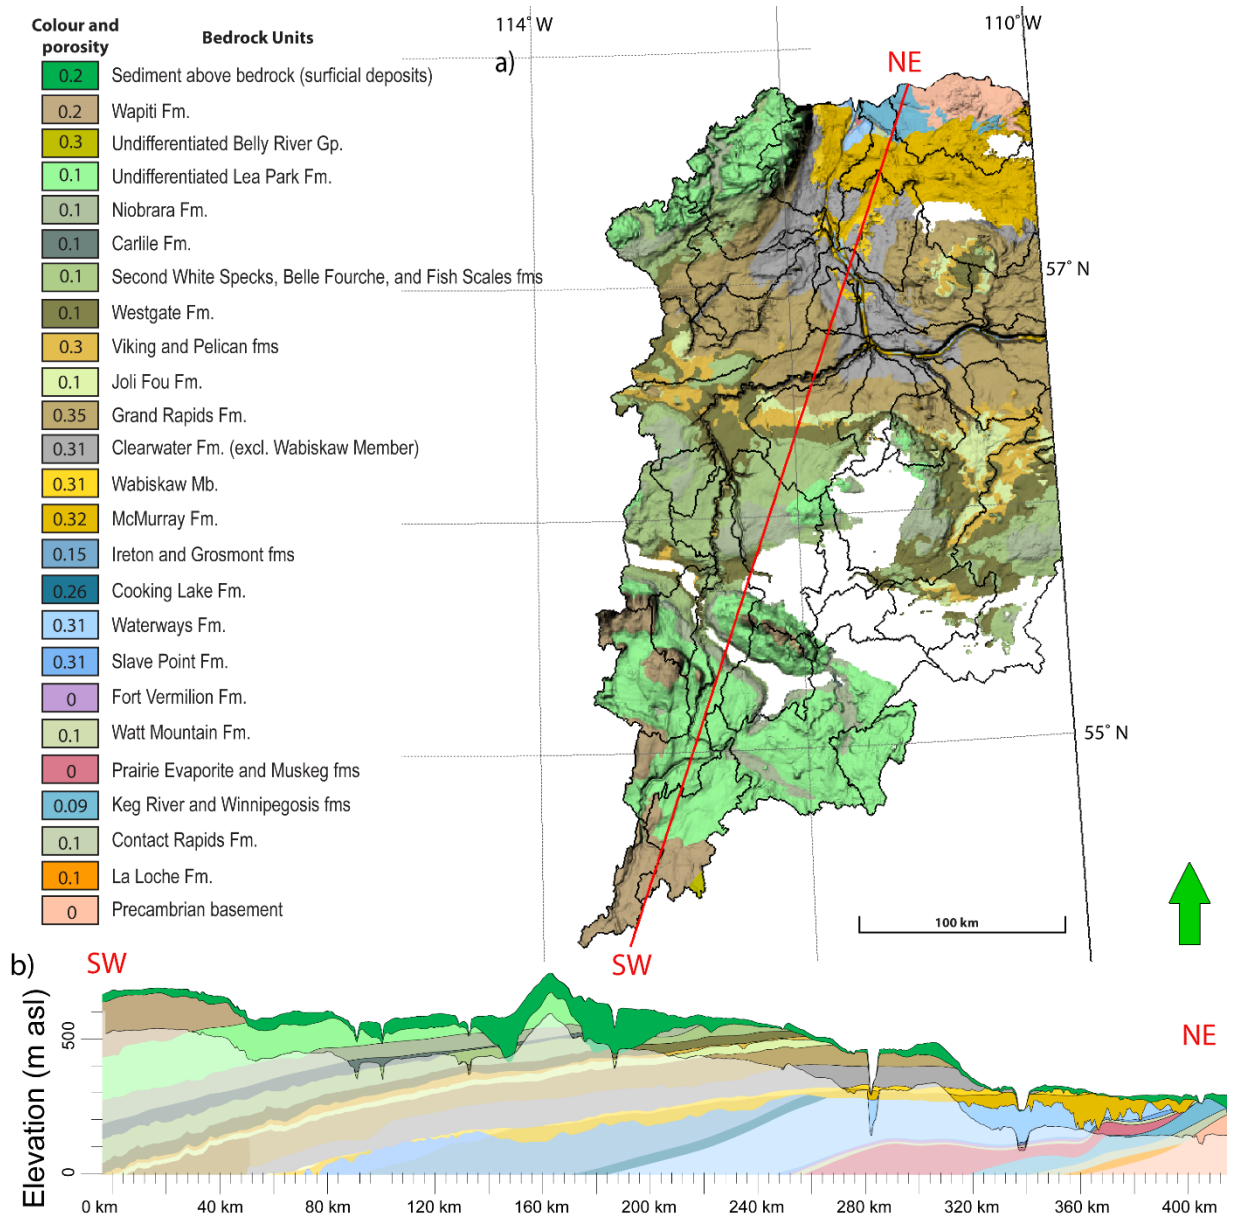 Colour and
porosity
Bedrock Units
0.2 Sediment above bedrock (surficial deposits)
0.2 Wapiti Fm.
0.3 Undifferentiated Belly River Gp.
0.1 Undifferentiated Lea Park Fm.
0.1 Niobrara Fm.
0.1 Carlile Fm.
0.1 Second White Specks, Belle Fourche, and Fish Scales fms
0.1 Westgate Fm.
0.3 Viking and Pelican fms
0.1 Joli Fou Fm.
0.35 Grand Rapids Fm.
0.31 Clearwater Fm. (excl. Wabiskaw Member)
0.31 Wabiskaw Mb.
0.32 McMurray Fm.
0.15 Ireton and Grosmont fms
0.26 Cooking Lake Fm.
0.31 Waterways Fm.
0.31 Slave Point Fm.
0 Fort Vermilion Fm.
0.1 Watt Mountain Fm.
0 Prairie Evaporite and Muskeg fms
0.09 Keg River and Winnipegosis fms
0.1 Contact Rapids Fm.
0.1 La Loche Fm.
0 Precambrian basement
a)
114° W
110° W
NE
57° N
55° N
100 km
SW
b)
SW
NE
Elevation (m asl)
500
0
0 km 40 km 80 km 120 km 160 km 200 km 240 km 280 km 320 km 360 km 400 km